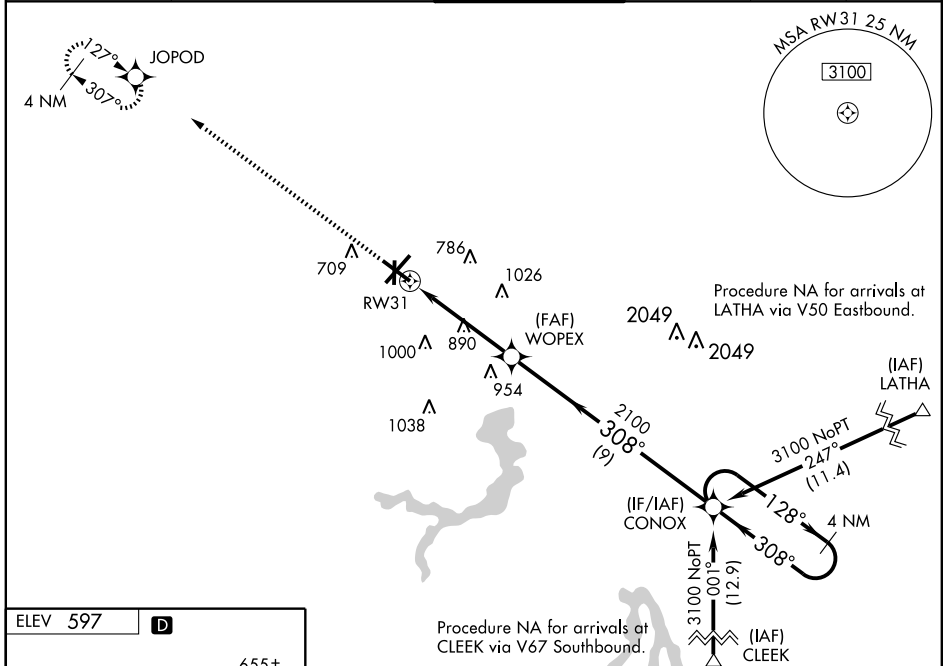 MSA RW31 25 NM
3100
127°
JOPOD
307°
4 NM
709
786
1026
RW31
Procedure NA for arrivals at
LATHA via V50 Eastbound.
(FAF)
WOPEX
2049
2049
1000
890
954
(IAF)
LATHA
1038
2100
308°
(9)
3100 NoPT
247°
(11.4)
(IF/IAF)
CONOX
128°
4 NM
308°
3100 NoPT
001°
(12.9)
ELEV 597
D
Procedure NA for arrivals at
CLEEK via V67 Southbound.
(IAF)
CLEEK
655±